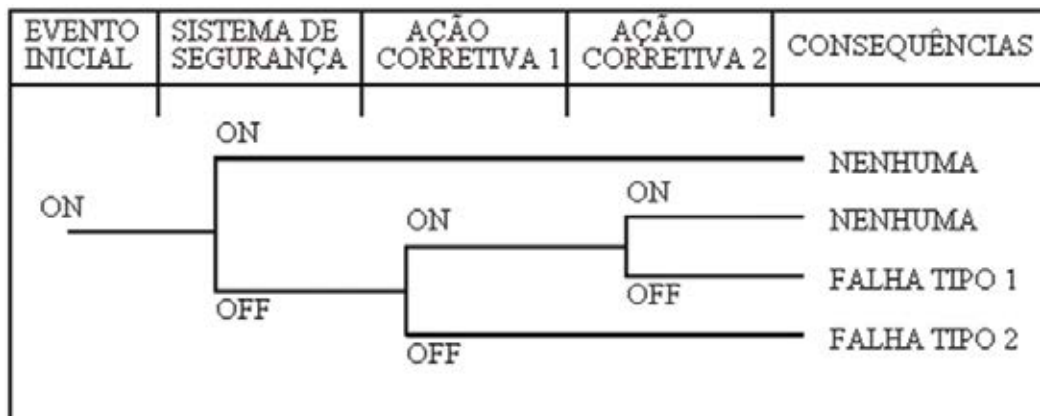 EVENTO
INICIAL
SISTEMA DE
SEGURANÇA
AÇÃO
CORRETIVA 1
AÇÃO
CORRETIVA 2
CONSEQUÊNCIAS
ON
ON
OFF
ON
OFF
ON
OFF
NENHUMA
NENHUMA
FALHA TIPO 1
FALHA TIPO 2